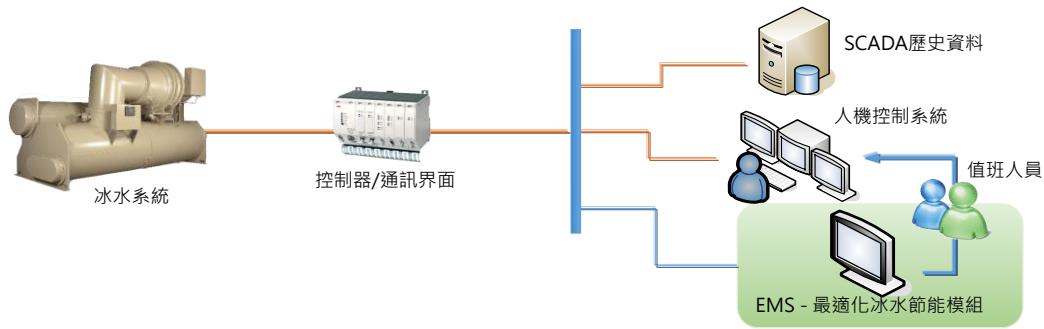 SCADA歷史資料
人機控制系統
值班人員
控制器/通訊界面
冰水系統
EMS - 最適化冰水節能模組